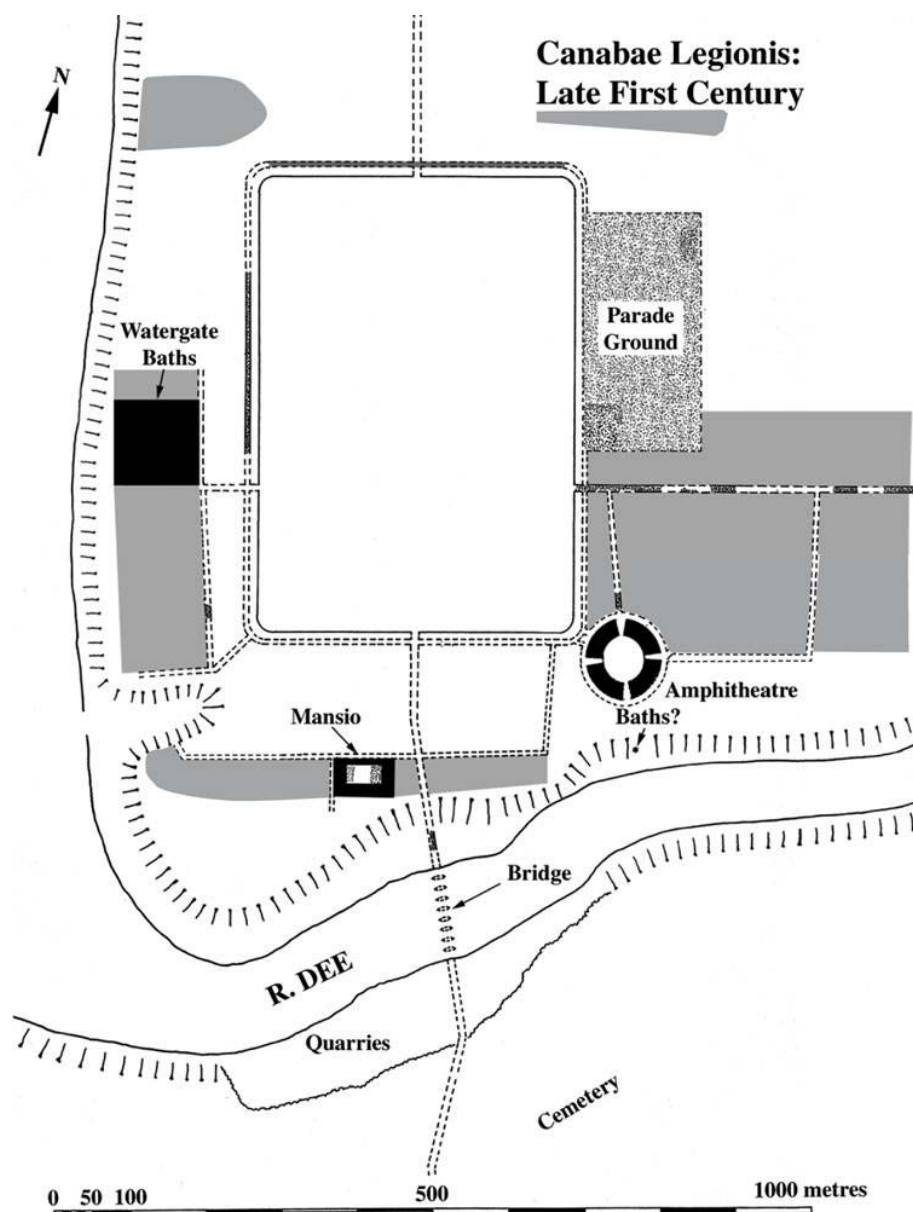 Canabae Legionis:
Late First Century
N
Watergate
Baths
Parade
Ground
Mansio
Amphitheatre
Baths?
Bridge
R. DEE
Quarries
Cemetery
0 50 100 500 1000 metres